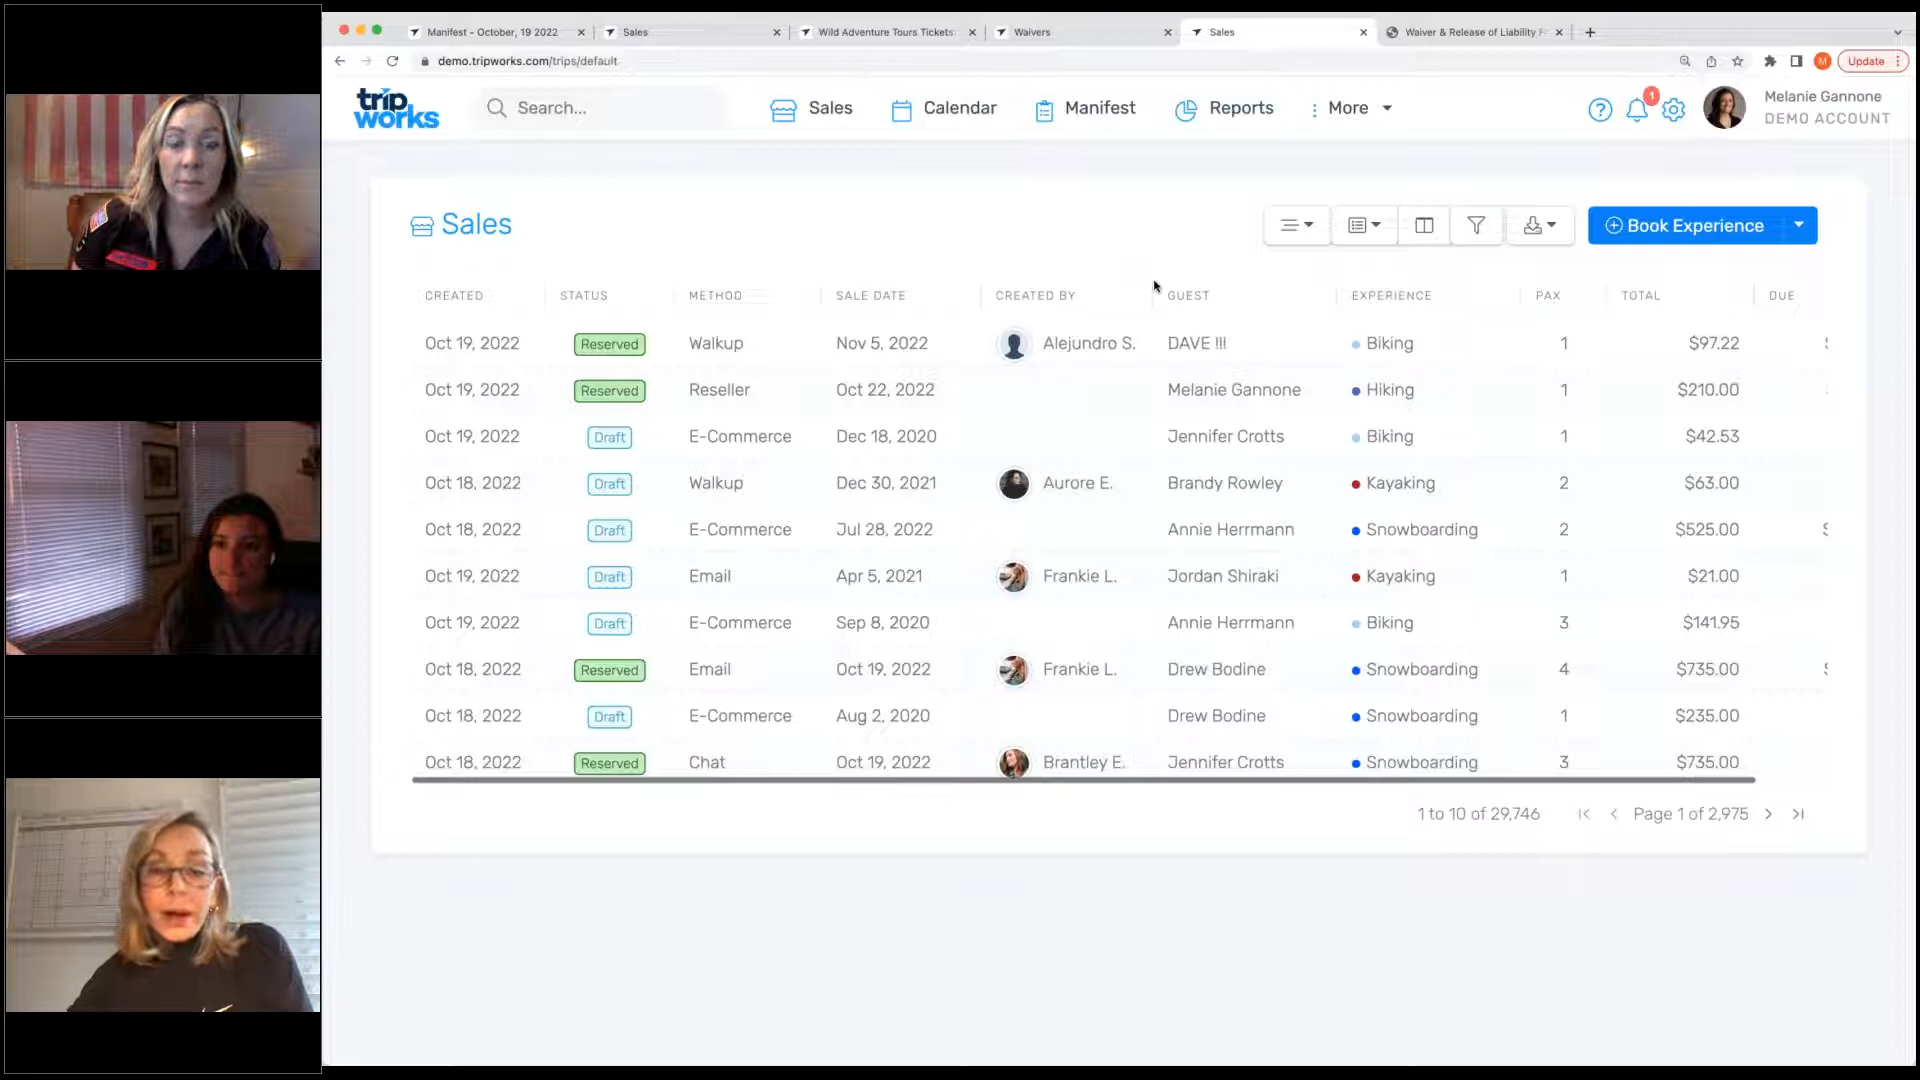 Manifest - October, 19 2022
Sales
Wild Adventure Tours Tickets
Waivers
Sales
Waiver & Release of Liability F
demo.tripworks.com/trips/default
M
Update
trip works
Search...
Sales
Calendar
Manifest
Reports
More
1
Melanie Gannone
DEMO ACCOUNT
Sales
Book Experience
CREATED STATUS METHOD SALE DATE CREATED BY GUEST EXPERIENCE PAX TOTAL DUE
Oct 19, 2022 Reserved Walkup Nov 5, 2022 Alejundro S. DAVE !!! Biking 1 $97.22
Oct 19, 2022 Reserved Reseller Oct 22, 2022 Melanie Gannone Hiking 1 $210.00
Oct 19, 2022 Draft E-Commerce Dec 18, 2020 Jennifer Crotts Biking 1 $42.53
Oct 18, 2022 Draft Walkup Dec 30, 2021 Aurore E. Brandy Rowley Kayaking 2 $63.00
Oct 18, 2022 Draft E-Commerce Jul 28, 2022 Annie Herrmann Snowboarding 2 $525.00
Oct 19, 2022 Draft Email Apr 5, 2021 Frankie L. Jordan Shiraki Kayaking 1 $21.00
Oct 19, 2022 Draft E-Commerce Sep 8, 2020 Annie Herrmann Biking 3 $141.95
Oct 18, 2022 Reserved Email Oct 19, 2022 Frankie L. Drew Bodine Snowboarding 4 $735.00
Oct 18, 2022 Draft E-Commerce Aug 2, 2020 Drew Bodine Snowboarding 1 $235.00
Oct 18, 2022 Reserved Chat Oct 19, 2022 Brantley E. Jennifer Crotts Snowboarding 3 $735.00
1 to 10 of 29,746 Page 1 of 2,975